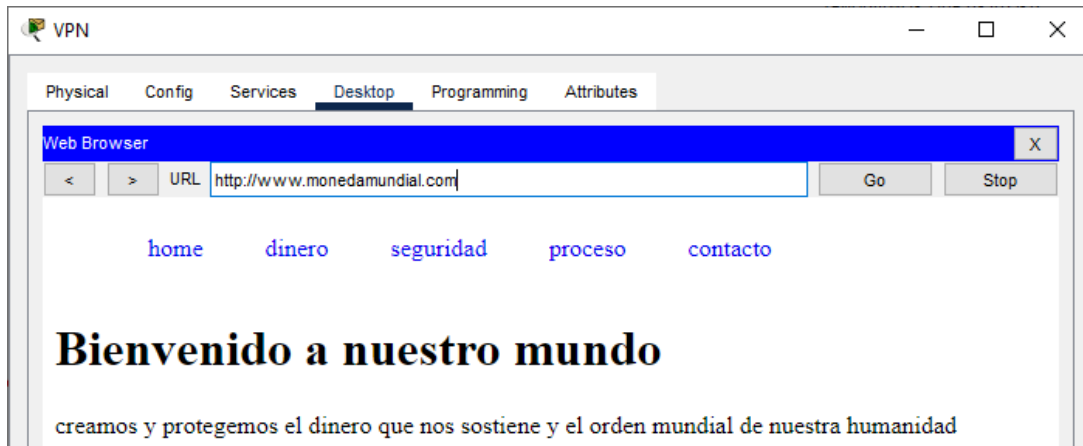 VPN
Physical Config Services Desktop Programming Attributes
Web Browser X
< > URL http://www.monedamundial.com Go Stop
home dinero seguridad proceso contacto
Bienvenido a nuestro mundo
creamos y protegemos el dinero que nos sostiene y el orden mundial de nuestra humanidad